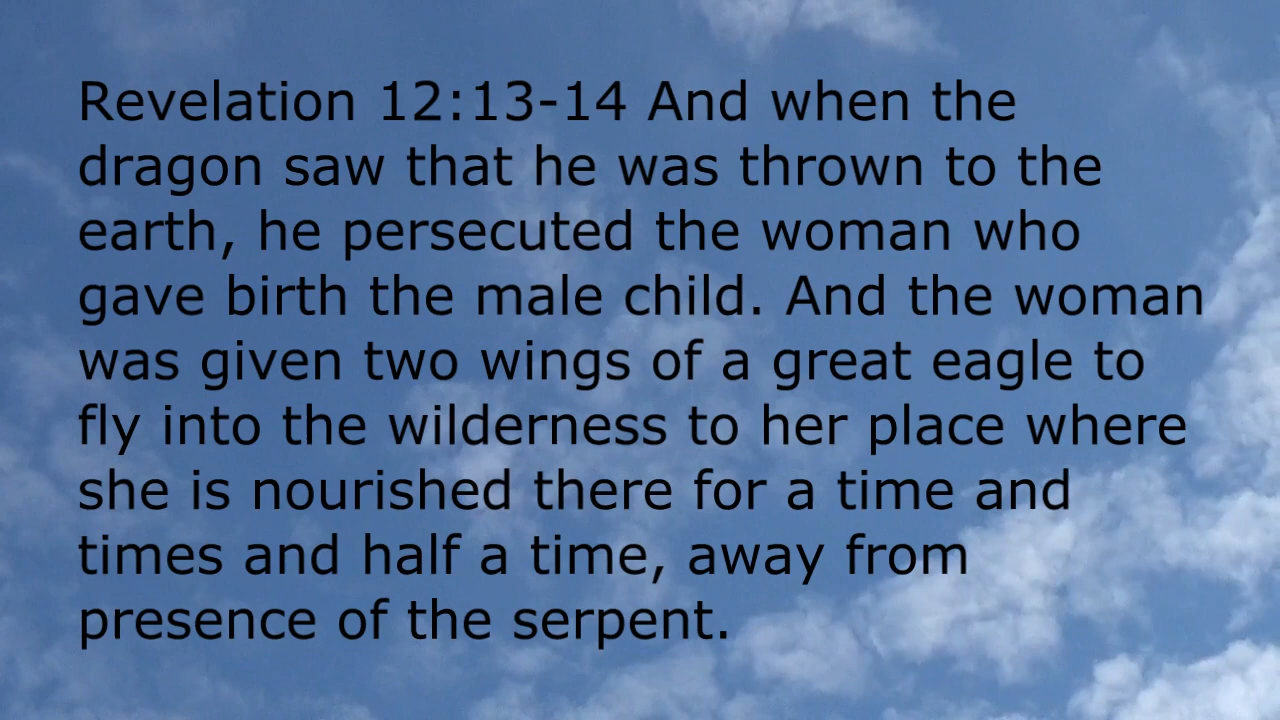 Revelation 12:13-14 And when the
dragon saw that he was thrown to the
earth, he persecuted the woman who
gave birth the male child. And the woman
was given two wings of a great eagle to
fly into the wilderness to her place where
she is nourished there for a time and
times and half a time, away from
presence of the serpent.